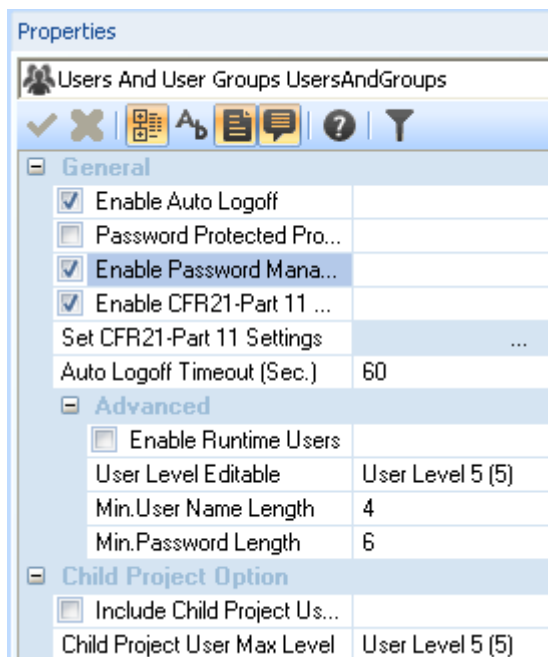 Properties
Users And User Groups UsersAndGroups
Ab
General
Enable Auto Logoff
Password Protected Pro...
Enable Password Mana...
Enable CFR21-Part 11 ...
Set CFR21-Part 11 Settings ...
Auto Logoff Timeout (Sec.) 60
Advanced
Enable Runtime Users
User Level Editable User Level 5 (5)
Min.User Name Length 4
Min.Password Length 6
Child Project Option
Include Child Project Us...
Child Project User Max Level User Level 5 (5)